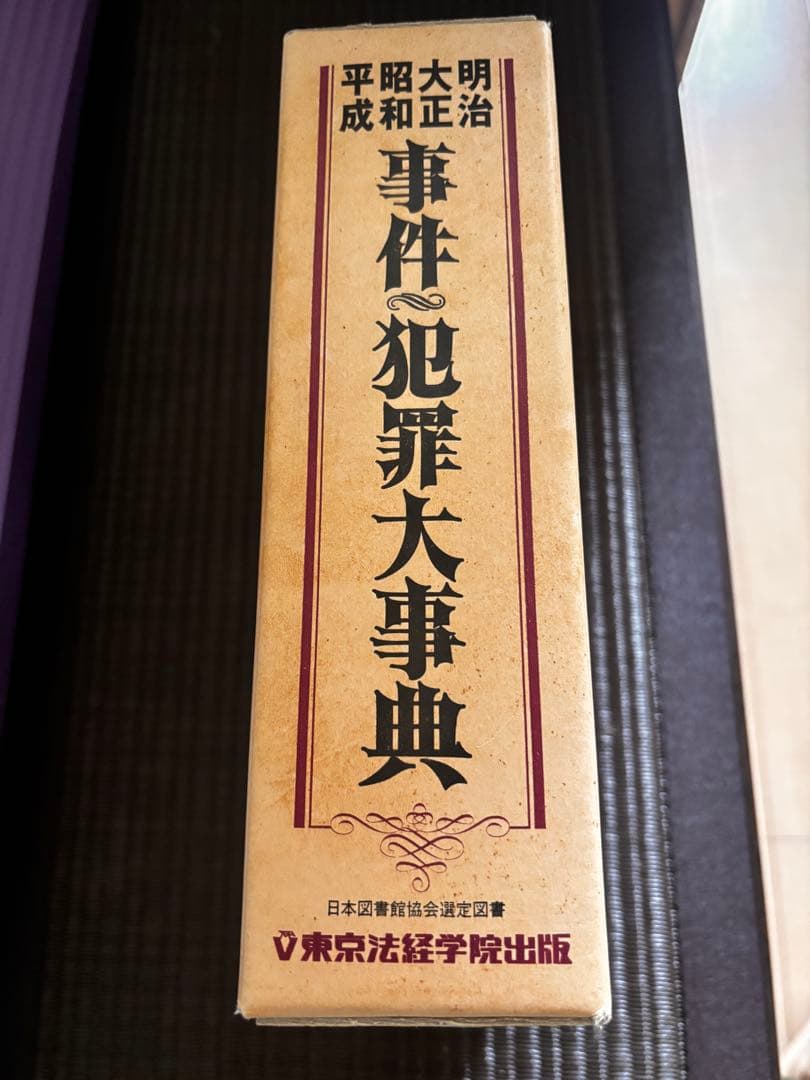 明治
大正
昭和
平成
事件・犯罪大事典
日本図書館協会選定図書
東京法経学院出版